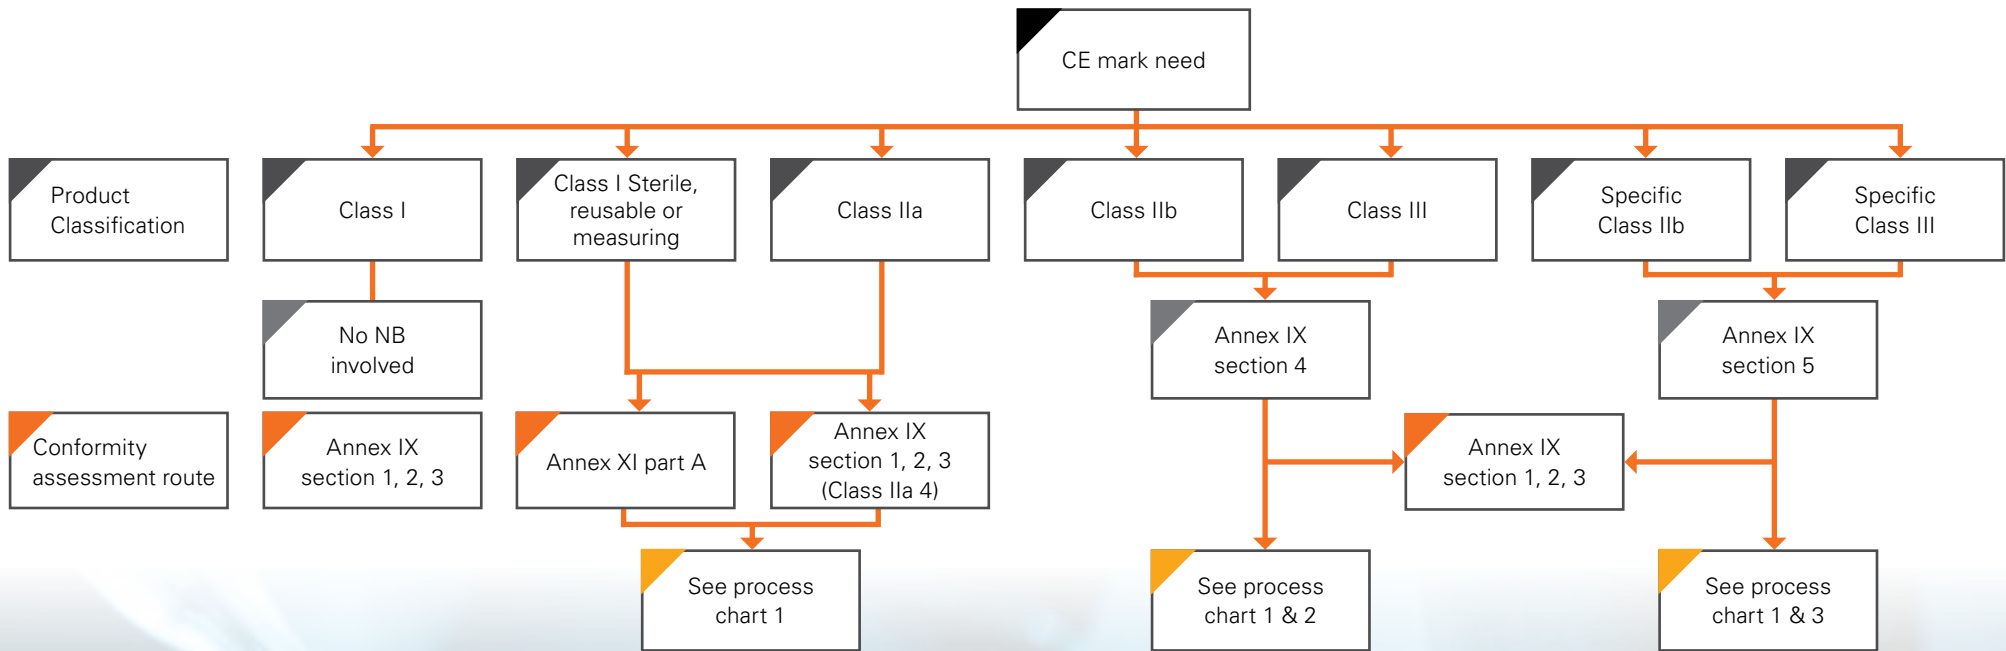 CE mark need
Product
Classification
Class I
Class I Sterile,
reusable or
measuring
Class IIa
Class IIb
Class III
Specific
Class IIb
Specific
Class III
No NB
involved
Annex IX
section 4
Annex IX
section 5
Conformity
assessment route
Annex IX
section 1, 2, 3
Annex XI part A
Annex IX
section 1, 2, 3
(Class IIa 4)
Annex IX
section 1, 2, 3
See process
chart 1
See process
chart 1 & 2
See process
chart 1 & 3